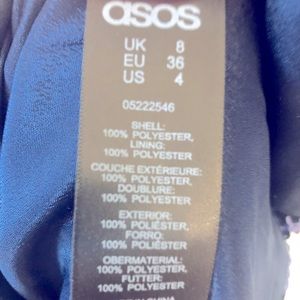 asos
UK 8
EU 36
US 4
05222546
SHELL:
100% POLYESTER,
LINING:
100% POLYESTER
COUCHE EXTÉRIEURE:
100% POLYESTER,
DOUBLURE:
100% POLYESTER
EXTERIOR:
100% POLIÉSTER,
FORRO:
100% POLIÉSTER
OBERMATERIAL:
100% POLYESTER,
FUTTER:
100% POLYESTER